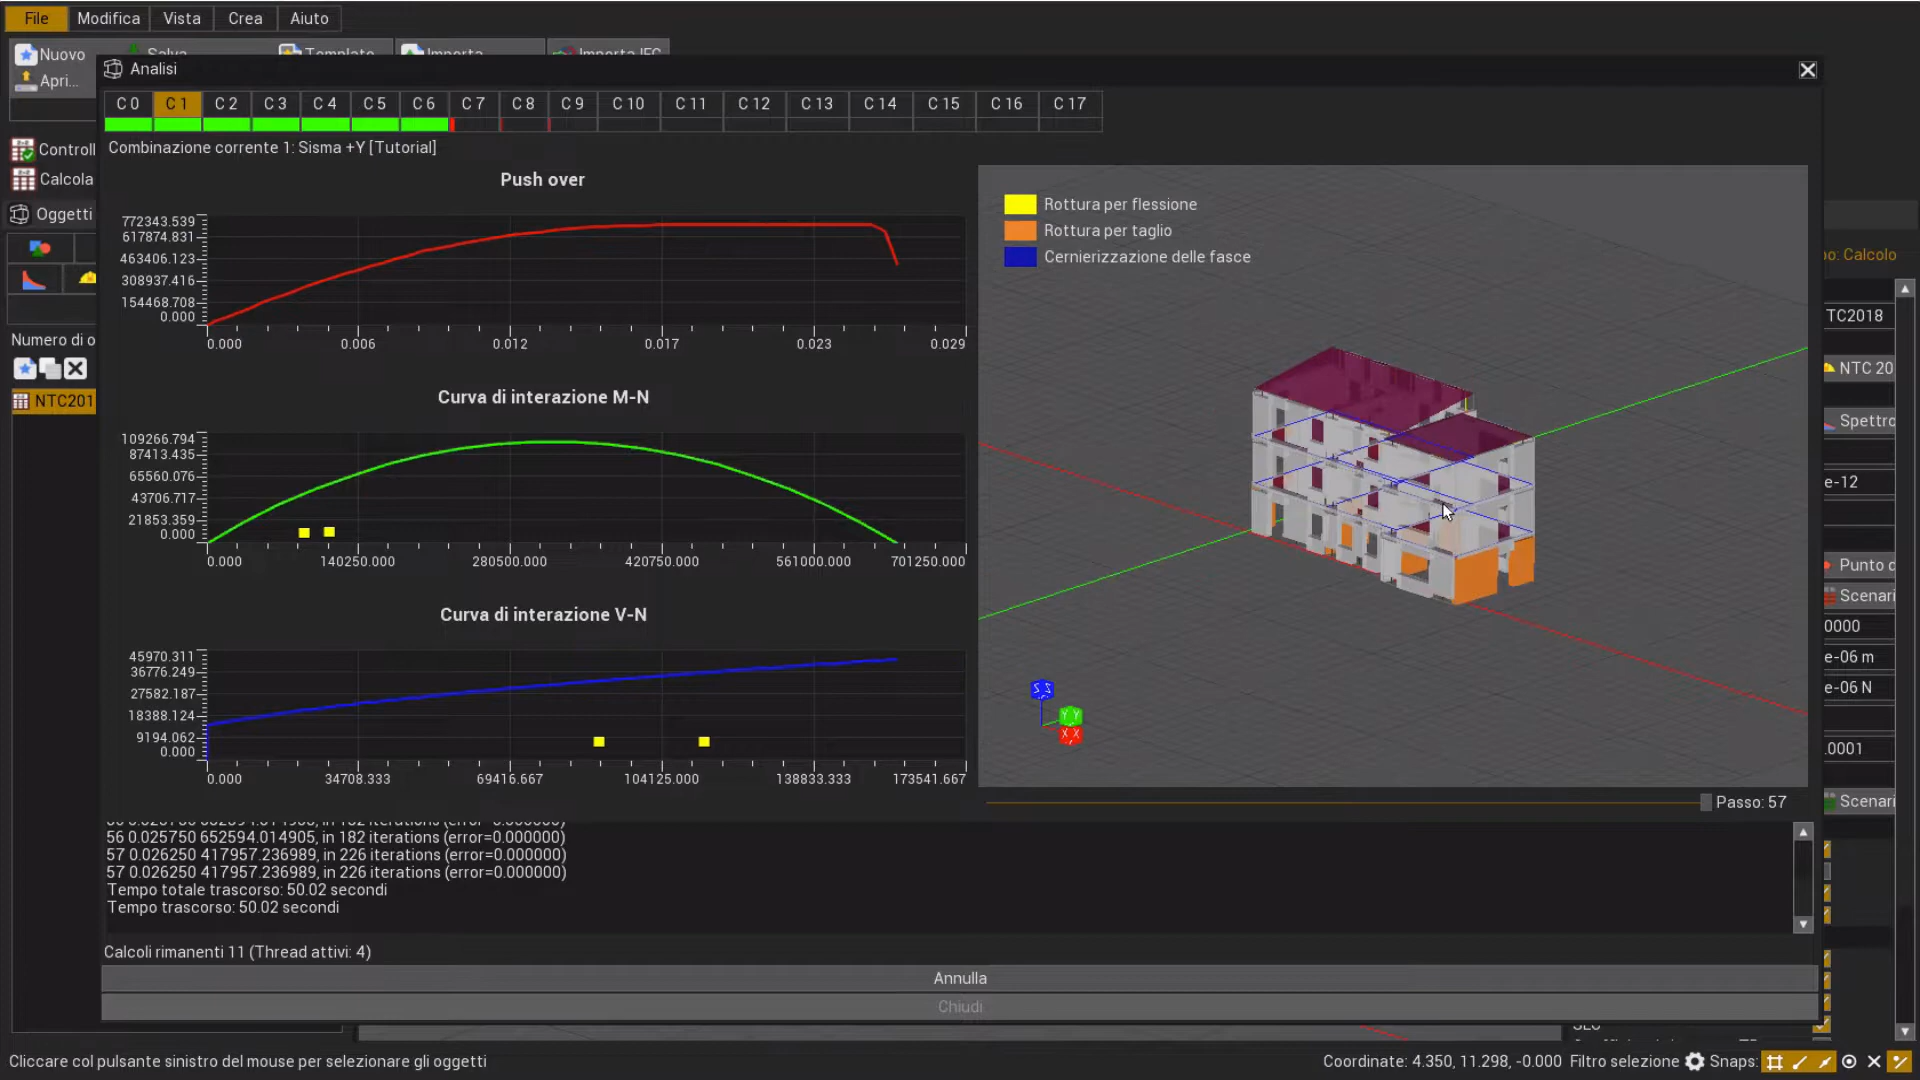 File Modifica Vista Crea Aiuto
Nuovo Salva Template Importa Importa IFC
Apri...
Analisi
C 0 C 1 C 2 C 3 C 4 C 5 C 6 C 7 C 8 C 9 C 10 C 11 C 12 C 13 C 14 C 15 C 16 C 17
Combinazione corrente 1: Sisma +Y [Tutorial]
Controll
Calcola
Oggetti
Numero di o
NTC201
Push over
772343.539
617874.831
463406.123
308937.416
154468.708
0.000
0.000 0.006 0.012 0.017 0.023 0.029
Curva di interazione M-N
109266.794
87413.435
65560.076
43706.717
21853.359
0.000
0.000 140250.000 280500.000 420750.000 561000.000 701250.000
Curva di interazione V-N
45970.311
36776.249
27582.187
18388.124
9194.062
0.000
0.000 34708.333 69416.667 104125.000 138833.333 173541.667
Rottura per flessione
Rottura per taglio
Cernierizzazione delle fasce
Z Z
Y Y
X X
Passo: 57
po: Calcolo
TC2018
NTC 20
Spettro
e-12
Punto d
Scenari
0000
e-06 m
e-06 N
.0001
Scenari
56 0.025750 652594.014905, in 182 iterations (error=0.000000)
57 0.026250 417957.236989, in 226 iterations (error=0.000000)
57 0.026250 417957.236989, in 226 iterations (error=0.000000)
Tempo totale trascorso: 50.02 secondi
Tempo trascorso: 50.02 secondi
Calcoli rimanenti 11 (Thread attivi: 4)
Annulla
Chiudi
Cliccare col pulsante sinistro del mouse per selezionare gli oggetti
Coordinate: 4.350, 11.298, -0.000 Filtro selezione Snaps: